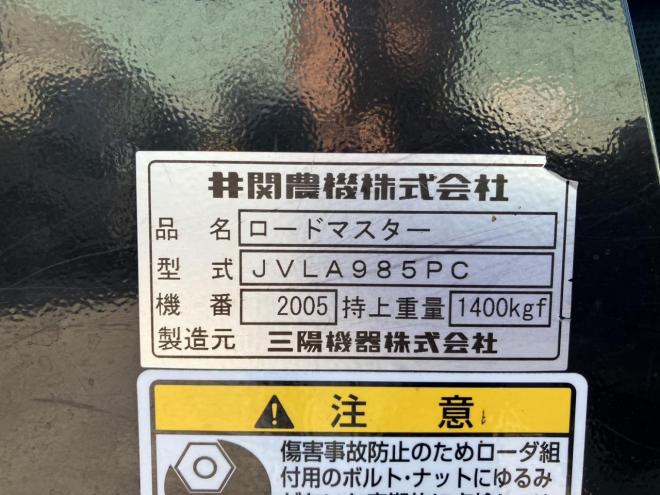 井関農機株式会社
品名 ロードマスター
型式 JVLA985PC
機番 2005 持上重量 1400kgf
製造元 三陽機器株式会社
注意
傷害事故防止のためローダ組
付用のボルト・ナットにゆるみ